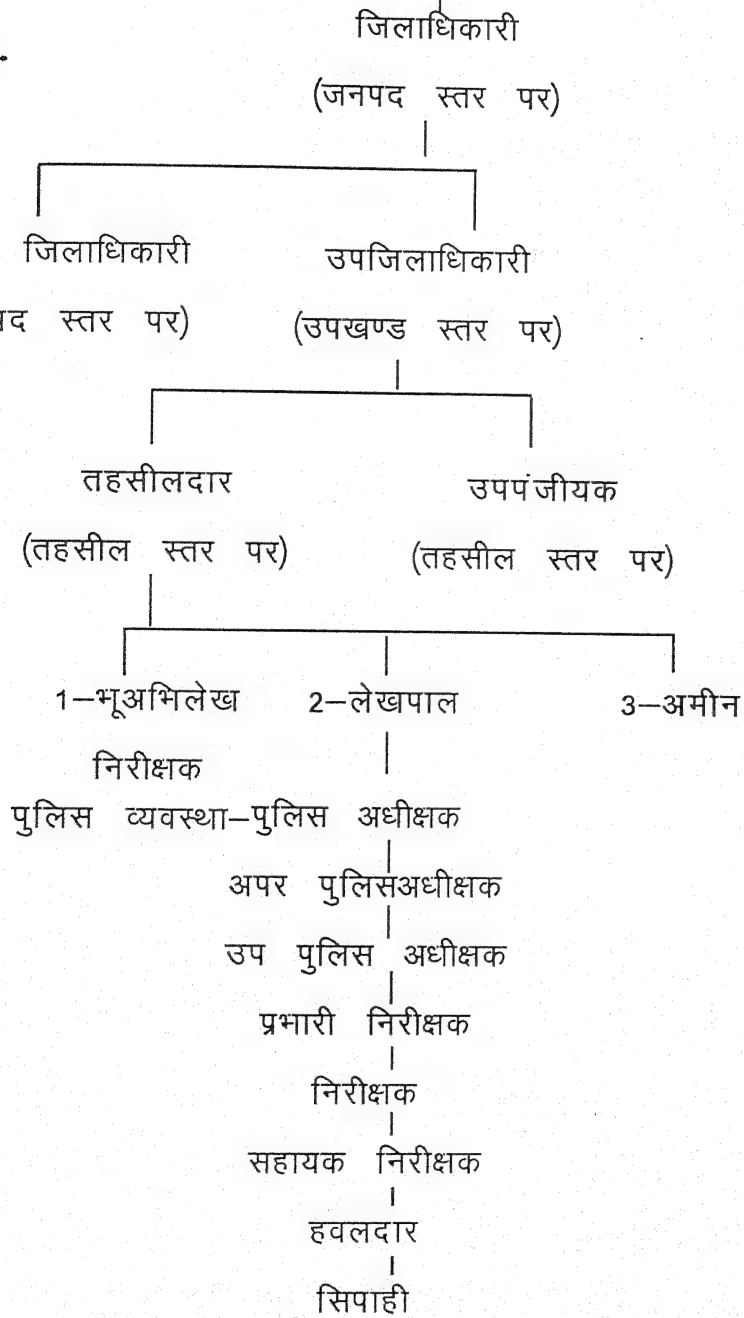 जिलाधिकारी
(जनपद स्तर पर)
जिलाधिकारी उपजिलाधिकारी
स्तर पर) (उपखण्ड स्तर पर)
तहसीलदार उपपंजीयक
(तहसील स्तर पर) (तहसील स्तर पर)
1–भूअभिलेख 2–लेखपाल 3–अमीन
निरीक्षक
पुलिस व्यवस्था–पुलिस अधीक्षक
अपर पुलिसअधीक्षक
उप पुलिस अधीक्षक
प्रभारी निरीक्षक
निरीक्षक
सहायक निरीक्षक
हवलदार
सिपाही